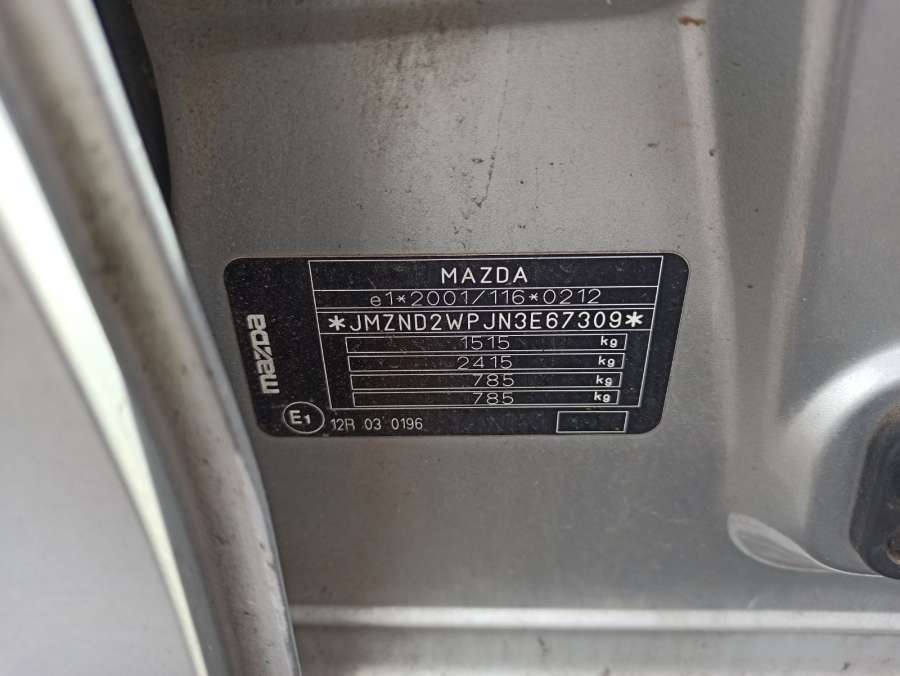 MAZDA
e1*2001/116*0212
*JMZND2WPJN3E67309*
1515 kg
2415 kg
785 kg
785 kg
mazda
E1
12R 03 0196